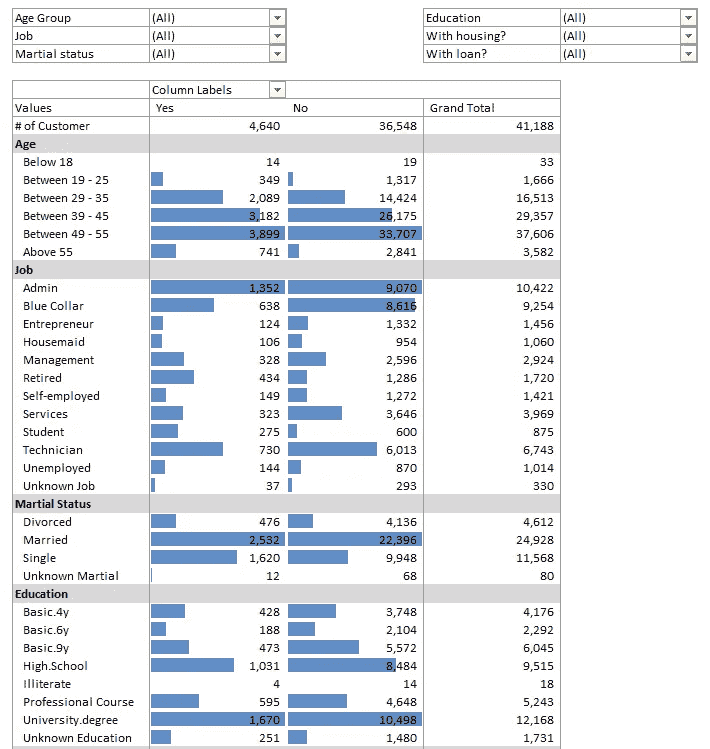 Age Group (All) Education (All)
Job (All) With housing? (All)
Martial status (All) With loan? (All)
Column Labels
Values Yes No Grand Total
# of Customer 4,640 36,548 41,188
Age
Below 18 14 19 33
Between 19 - 25 349 1,317 1,666
Between 29 - 35 2,089 14,424 16,513
Between 39 - 45 3,182 26,175 29,357
Between 49 - 55 3,899 33,707 37,606
Above 55 741 2,841 3,582
Job
Admin 1,352 9,070 10,422
Blue Collar 638 8,616 9,254
Entrepreneur 124 1,332 1,456
Housemaid 106 954 1,060
Management 328 2,596 2,924
Retired 434 1,286 1,720
Self-employed 149 1,272 1,421
Services 323 3,646 3,969
Student 275 600 875
Technician 730 6,013 6,743
Unemployed 144 870 1,014
Unknown Job 37 293 330
Martial Status
Divorced 476 4,136 4,612
Married 2,532 22,396 24,928
Single 1,620 9,948 11,568
Unknown Martial 12 68 80
Education
Basic.4y 428 3,748 4,176
Basic.6y 188 2,104 2,292
Basic.9y 473 5,572 6,045
High.School 1,031 8,484 9,515
Illiterate 4 14 18
Professional Course 595 4,648 5,243
University.degree 1,670 10,498 12,168
Unknown Education 251 1,480 1,731